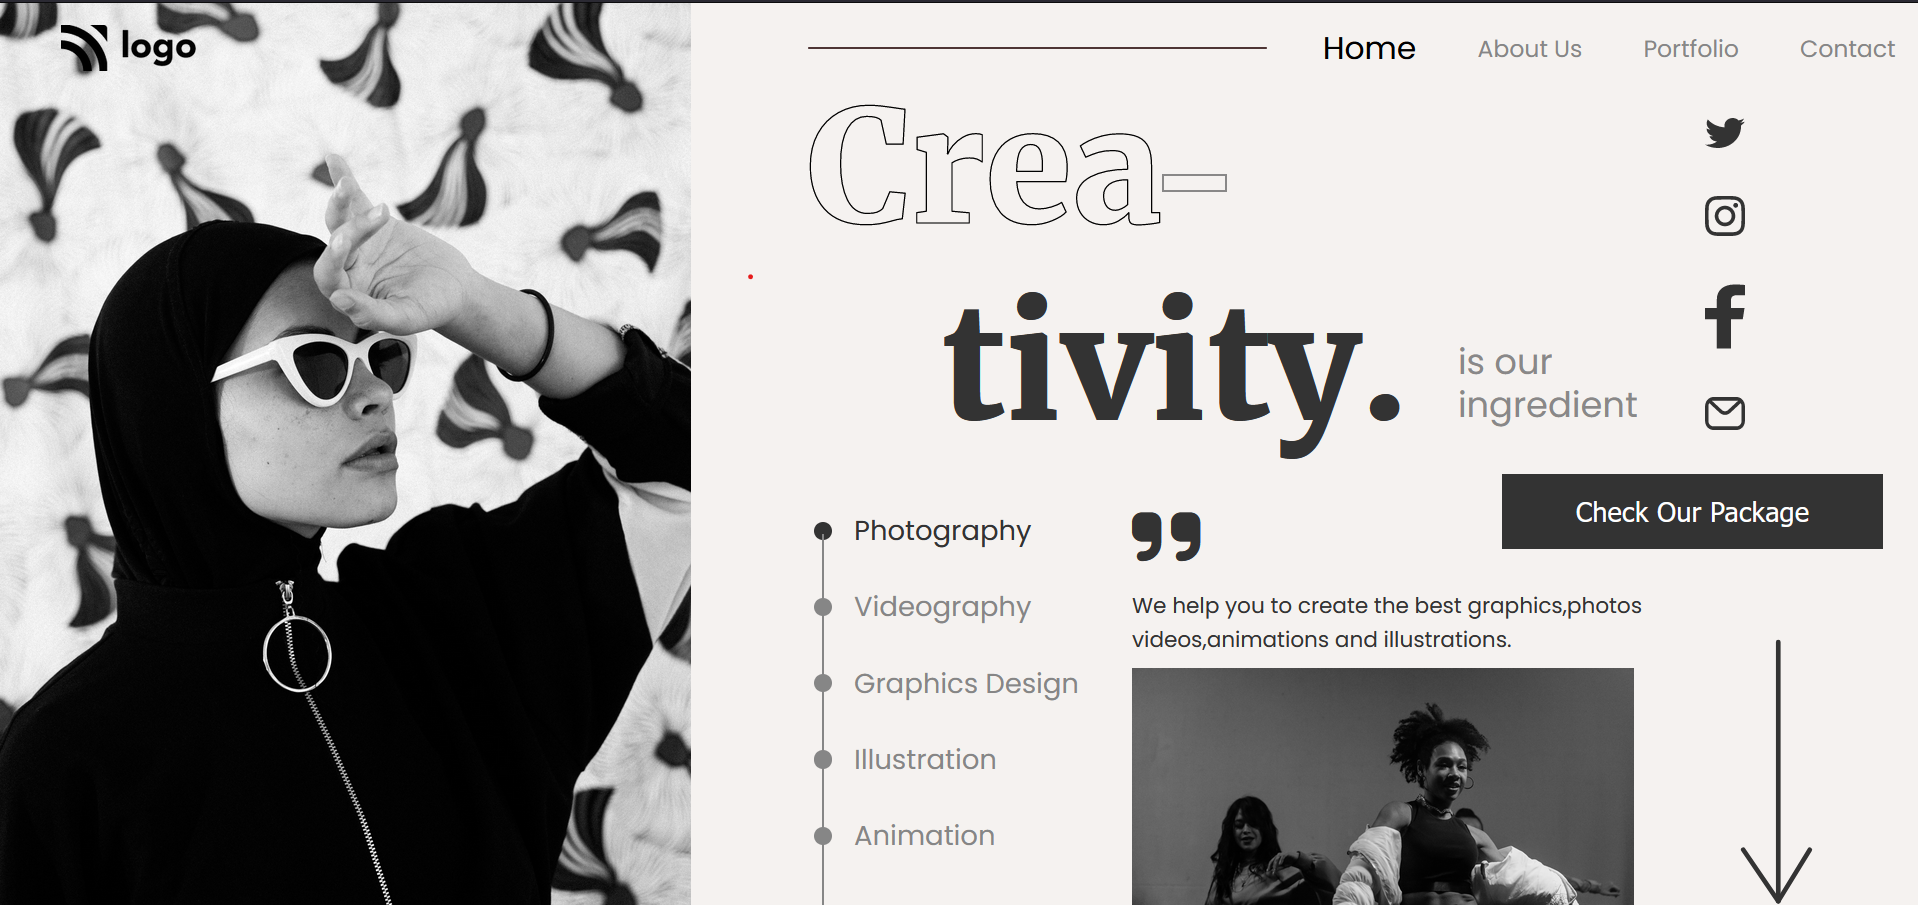 logo
Home About Us Portfolio Contact
Crea-
tivity.
is our
ingredient
Check Our Package
Photography
Videography
Graphics Design
Illustration
Animation
”
We help you to create the best graphics,photos
videos,animations and illustrations.